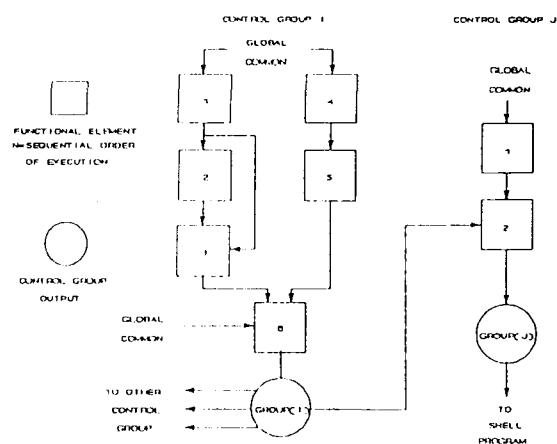 CONTROL GROUP I
CONTROL GROUP J
GLOBAL
COMMON
GLOBAL
COMMON
4
FUNCTIONAL ELEMENT
N=SEQUENTIAL ORDER
OF EXECUTION
2
5
2
1
CONTROL GROUP
OUTPUT
GLOBAL
COMMON
6
GROUP(J)
TO OTHER
CONTROL
GROUP
GROUP(I)
TO
SHELL
PROGRAM